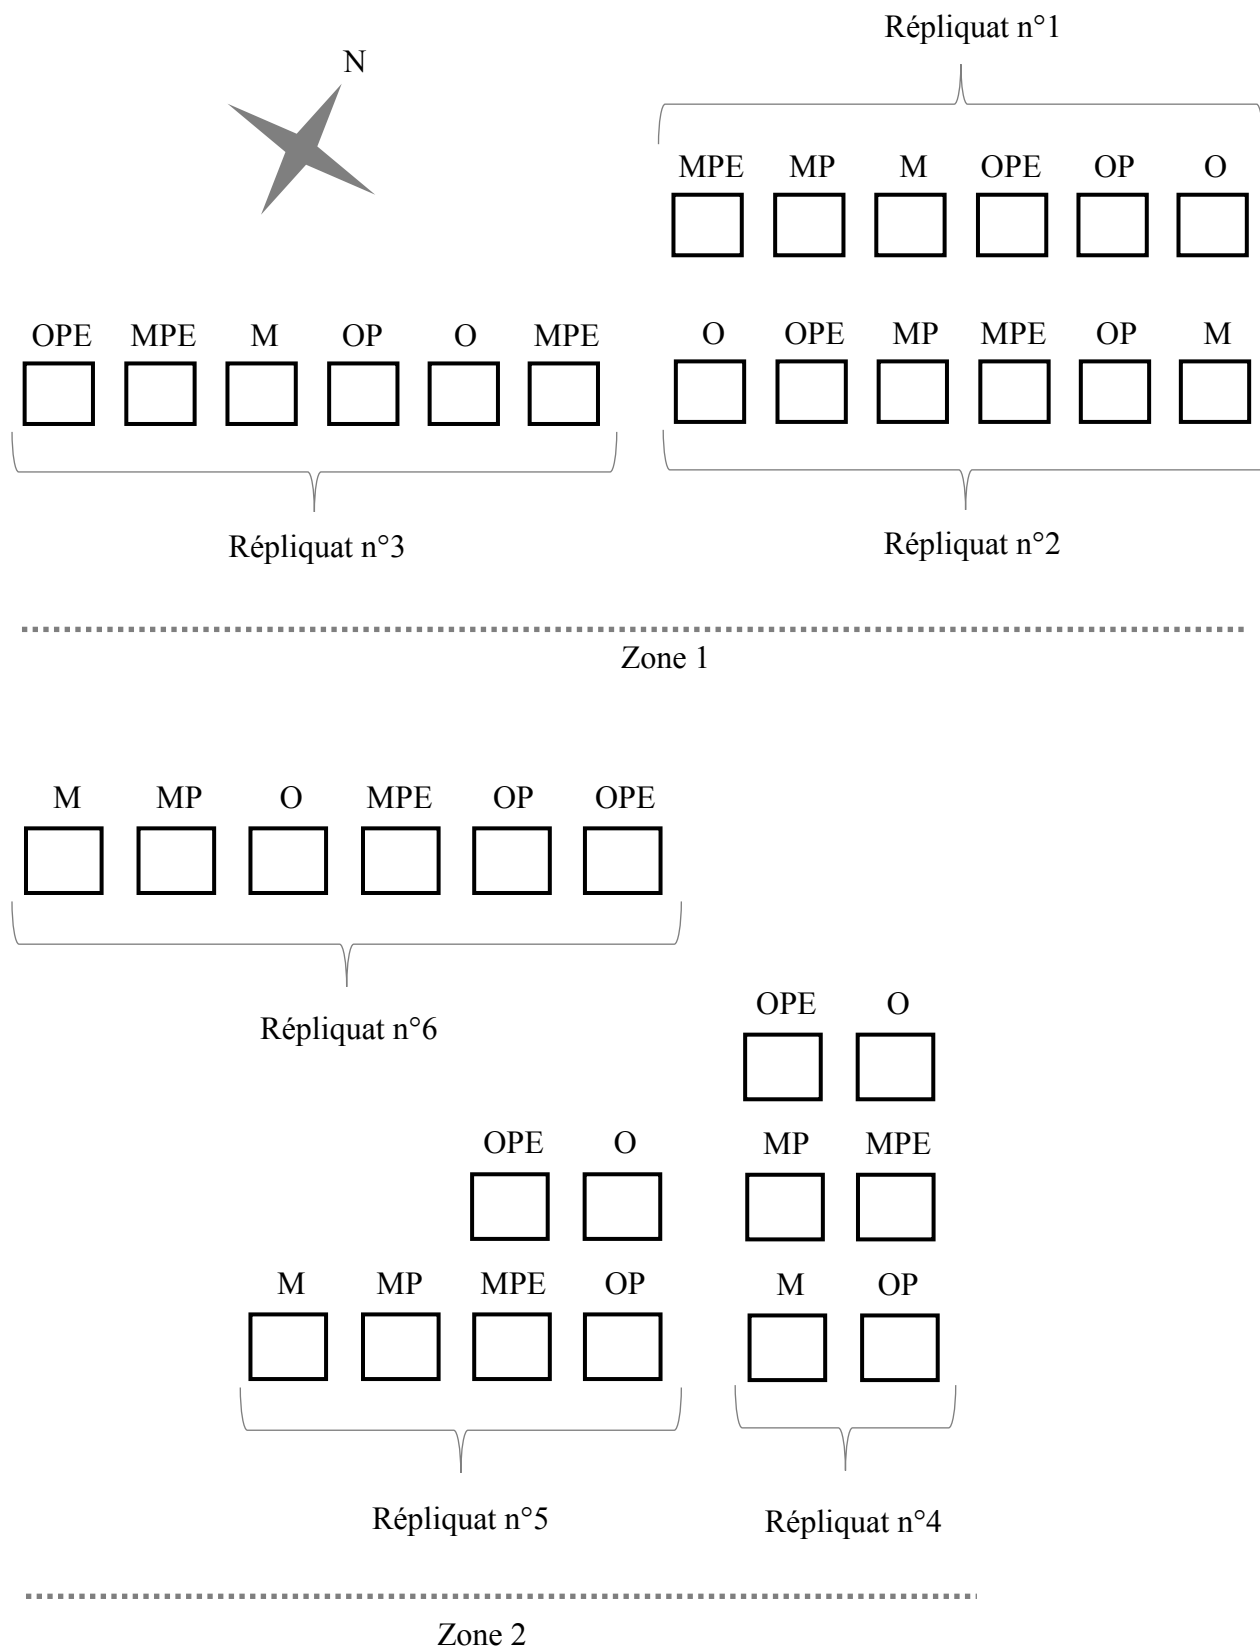 Répliquat n°1
N
MPE MP M OPE OP O
OPE MPE M OP O MPE
O OPE MP MPE OP M
Répliquat n°3
Répliquat n°2
Zone 1
M MP O MPE OP OPE
Répliquat n°6
OPE O
OPE O
MP MPE
M MP MPE OP
M OP
Répliquat n°5
Répliquat n°4
Zone 2